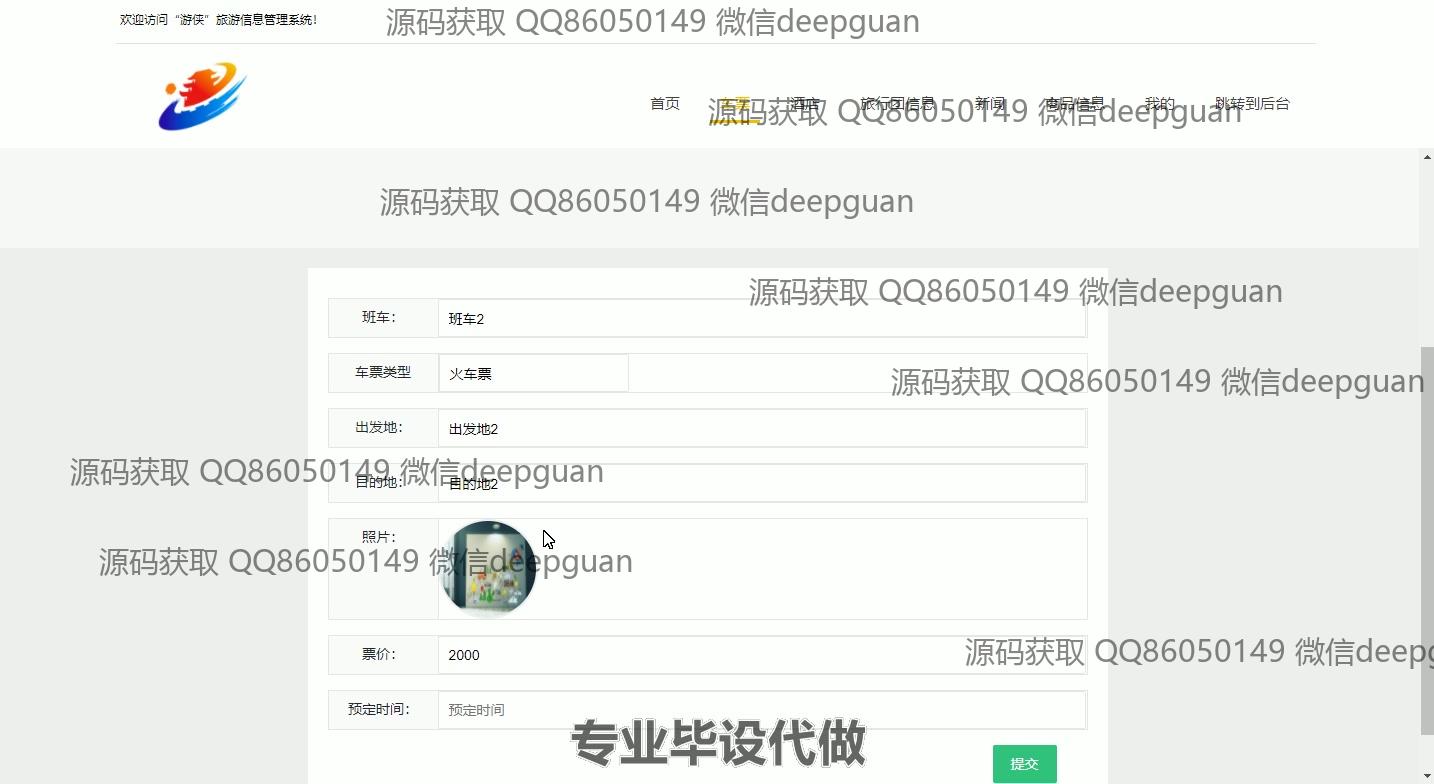 欢迎访问“游侠”旅游信息管理系统!
源码获取 QQ86050149 微信deepguan
首页 车票 酒店 旅行团信息 新闻 商品信息 我的 跳转到后台
源码获取 QQ86050149 微信deepguan
源码获取 QQ86050149 微信deepguan
源码获取 QQ86050149 微信deepguan
班车: 班车2
车票类型 火车票
源码获取 QQ86050149 微信deepguan
出发地: 出发地2
源码获取 QQ86050149 微信deepguan
目的地: 目的地2
照片:
源码获取 QQ86050149 微信deepguan
票价: 2000
源码获取 QQ86050149 微信deep
预定时间: 预定时间
专业毕设代做
提交